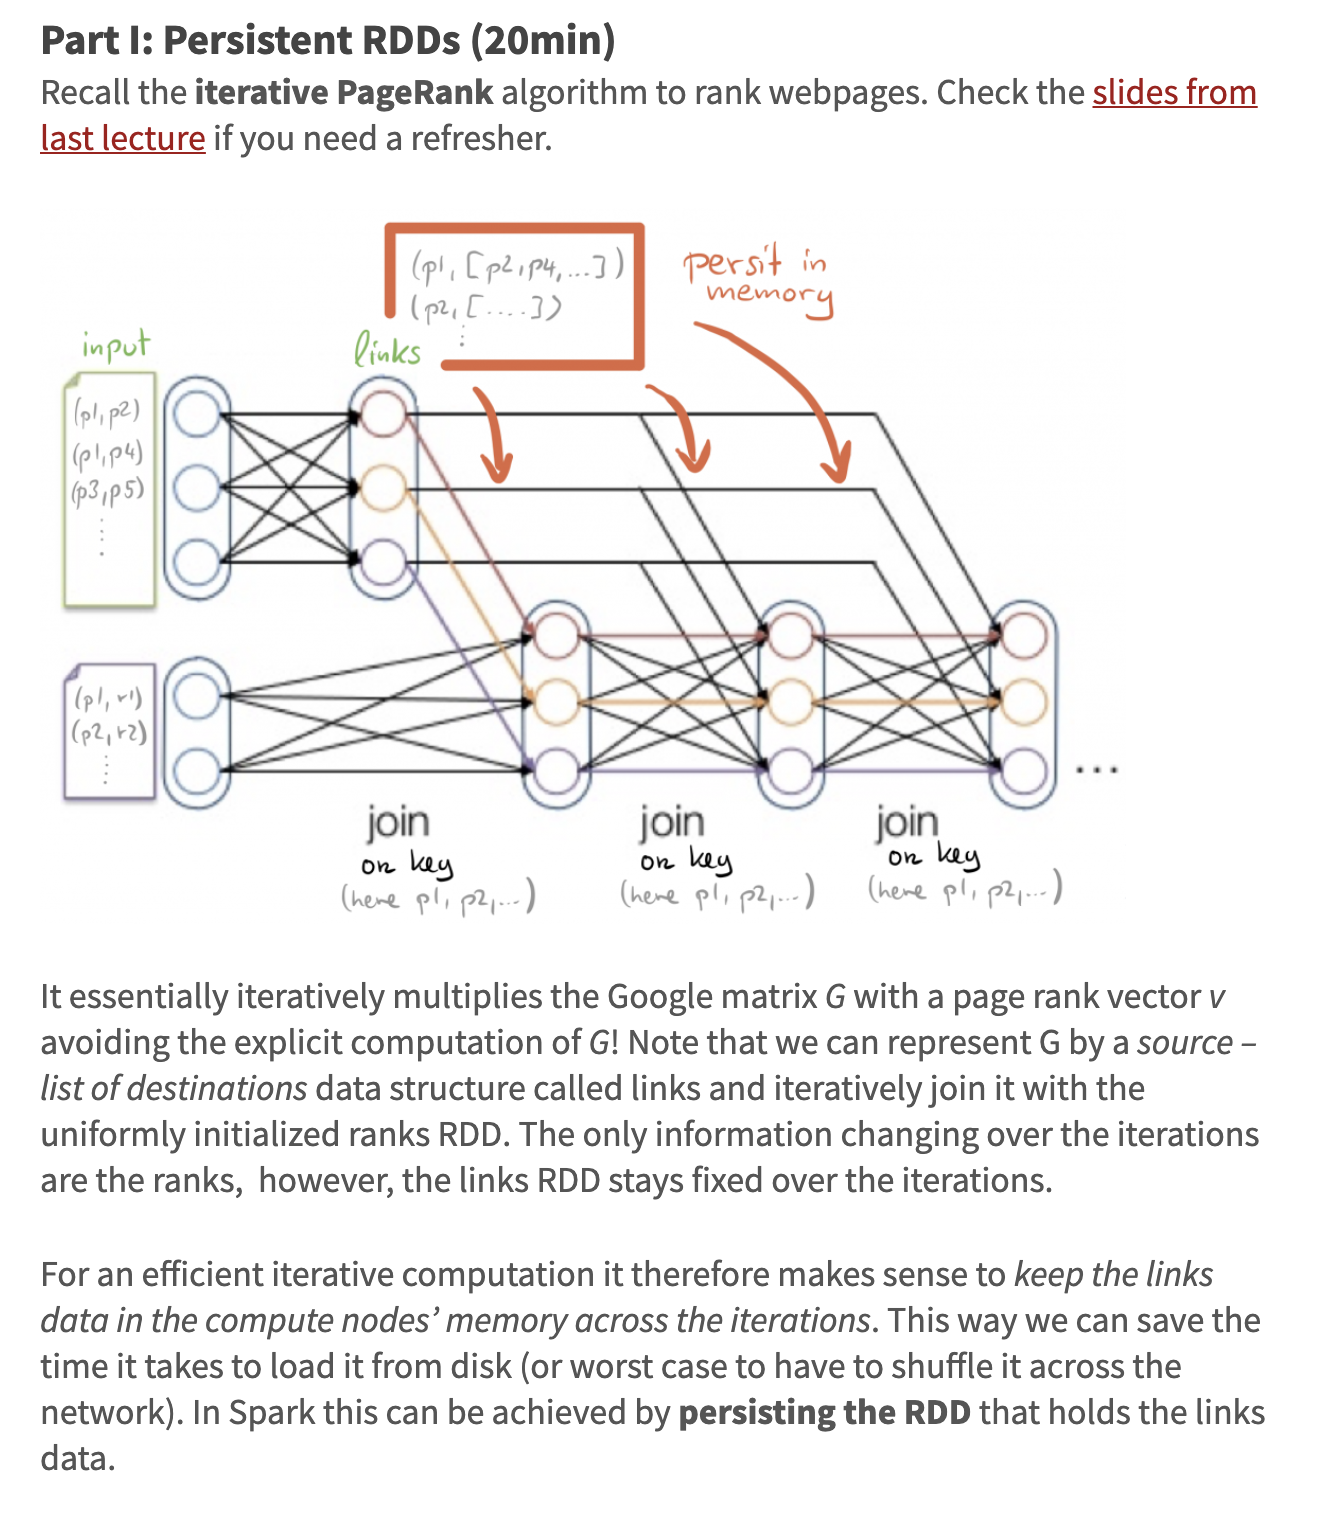 Part I: Persistent RDDs (20min)
Recall the iterative PageRank algorithm to rank webpages. Check the slides from
last lecture if you need a refresher.
(p1, [p2,p4,...])
(p2, [....])
⋮
persit in
memory
input
links
(p1,p2)
(p1,p4)
(p3,p5)
⋮
(p1,r1)
(p2,r2)
⋮
...
join
on key
(here p1, p2,...)
join
on key
(here p1, p2,...)
join
on key
(here p1, p2,...)
It essentially iteratively multiplies the Google matrix G with a page rank vector v
avoiding the explicit computation of G! Note that we can represent G by a source –
list of destinations data structure called links and iteratively join it with the
uniformly initialized ranks RDD. The only information changing over the iterations
are the ranks,  however, the links RDD stays fixed over the iterations.
For an efficient iterative computation it therefore makes sense to keep the links
data in the compute nodes’ memory across the iterations. This way we can save the
time it takes to load it from disk (or worst case to have to shuffle it across the
network). In Spark this can be achieved by persisting the RDD that holds the links
data.